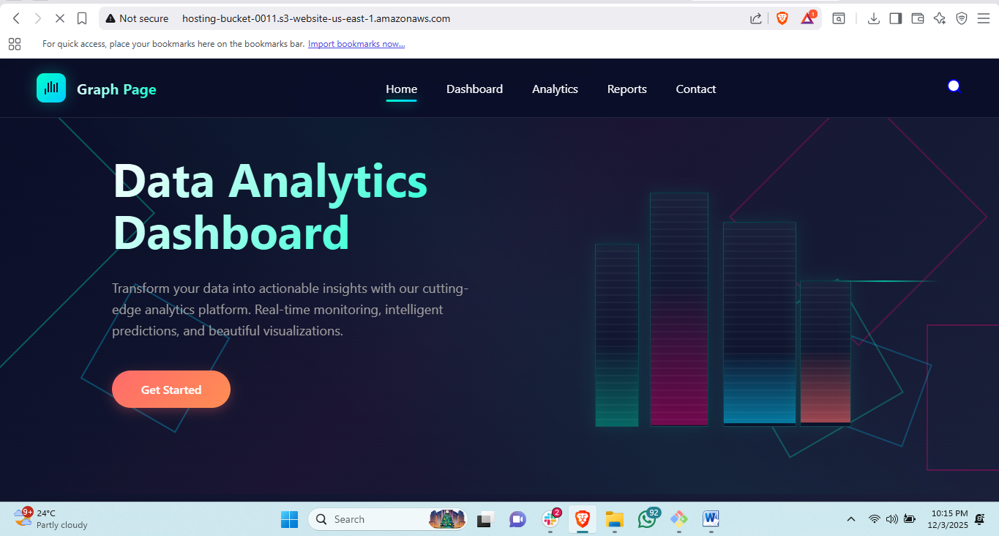 Not secure hosting-bucket-0011.s3-website-us-east-1.amazonaws.com
1
For quick access, place your bookmarks here on the bookmarks bar. Import bookmarks now...
Graph Page
Home Dashboard Analytics Reports Contact
Data Analytics
Dashboard
Transform your data into actionable insights with our cutting-
edge analytics platform. Real-time monitoring, intelligent
predictions, and beautiful visualizations.
Get Started
9+
24°C
Partly cloudy
Search
2
92
W
10:15 PM
12/3/2025